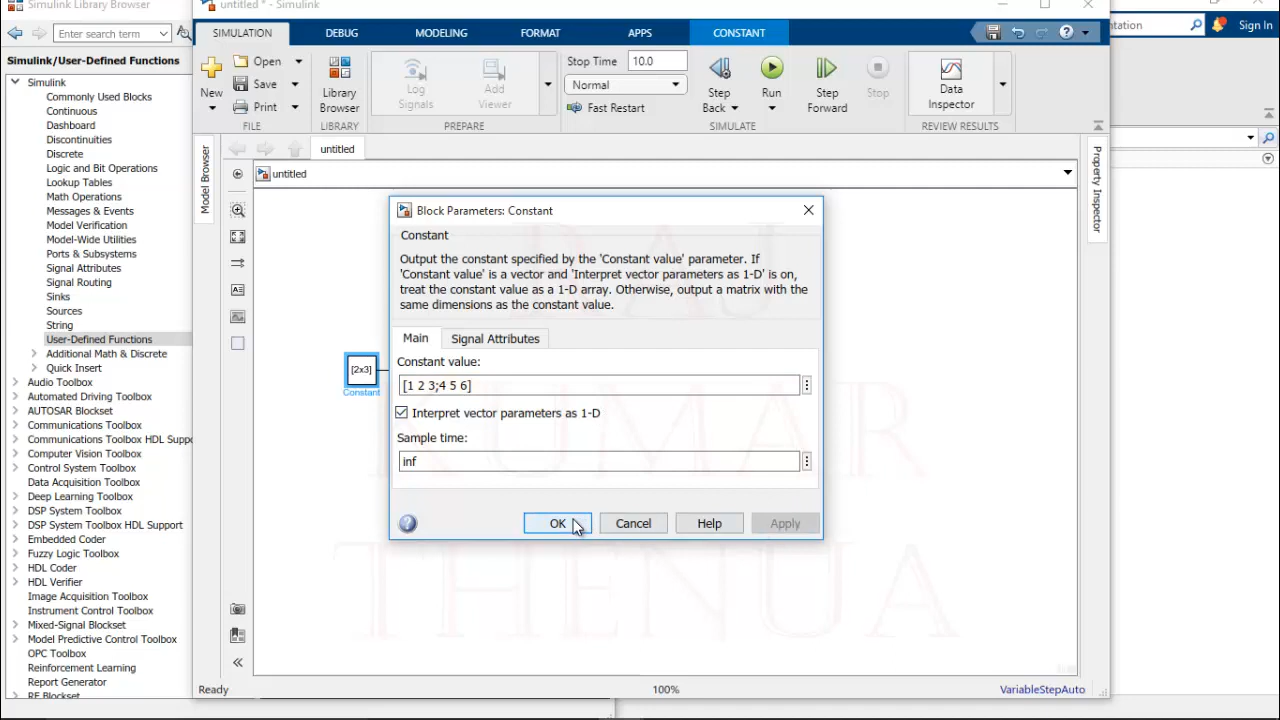 Simulink Library Browser
untitled * - Simulink
Enter search term
Sign In
Simulink/User-Defined Functions
SIMULATION
DEBUG
MODELING
FORMAT
APPS
CONSTANT
New
Open
Save
Print
FILE
Library
Browser
LIBRARY
Log
Signals
Add
Viewer
PREPARE
Stop Time 10.0
Normal
Fast Restart
Step
Back
Run
Step
Forward
Stop
SIMULATE
Data
Inspector
REVIEW RESULTS
Simulink
Commonly Used Blocks
Continuous
Dashboard
Discontinuities
Discrete
Logic and Bit Operations
Lookup Tables
Math Operations
Messages & Events
Model Verification
Model-Wide Utilities
Ports & Subsystems
Signal Attributes
Signal Routing
Sinks
Sources
String
User-Defined Functions
Additional Math & Discrete
Quick Insert
Audio Toolbox
Automated Driving Toolbox
AUTOSAR Blockset
Communications Toolbox
Communications Toolbox HDL Suppo
Computer Vision Toolbox
Control System Toolbox
Data Acquisition Toolbox
Deep Learning Toolbox
DSP System Toolbox
DSP System Toolbox HDL Support
Embedded Coder
Fuzzy Logic Toolbox
HDL Coder
HDL Verifier
Image Acquisition Toolbox
Instrument Control Toolbox
Mixed-Signal Blockset
Model Predictive Control Toolbox
OPC Toolbox
Reinforcement Learning
Report Generator
RF Blockset
Model Browser
untitled
untitled
Property Inspector
[2x3]
Constant
Block Parameters: Constant
Constant
Output the constant specified by the 'Constant value' parameter. If
'Constant value' is a vector and 'Interpret vector parameters as 1-D' is on,
treat the constant value as a 1-D array. Otherwise, output a matrix with the
same dimensions as the constant value.
Main
Signal Attributes
Constant value:
[1 2 3;4 5 6]
Interpret vector parameters as 1-D
Sample time:
inf
OK
Cancel
Help
Apply
RAJ
KUMAR
THENUA
Ready
100%
VariableStepAuto